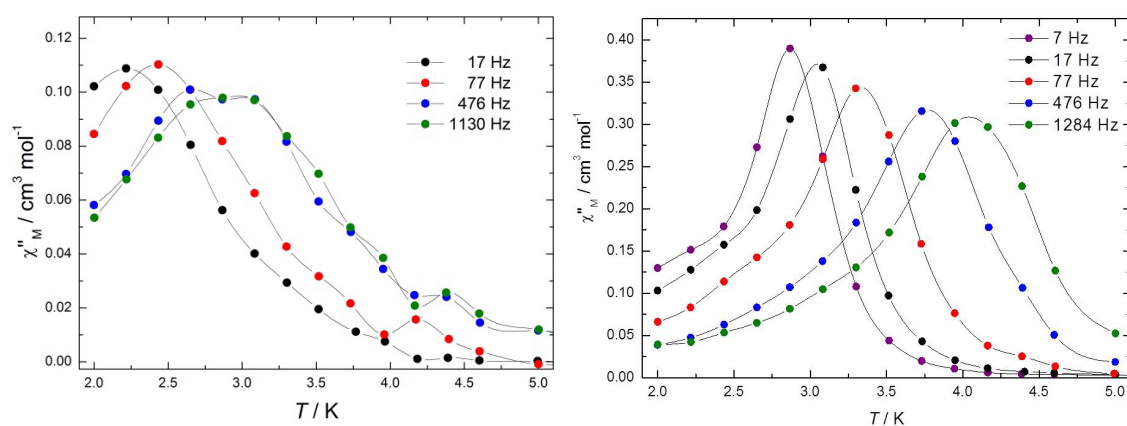 0.12
0.10
0.08
0.06
0.04
0.02
0.00
χ"M / cm³ mol⁻¹
17 Hz
77 Hz
476 Hz
1130 Hz
2.0 2.5 3.0 3.5 4.0 4.5 5.0
T / K
0.40
0.35
0.30
0.25
0.20
0.15
0.10
0.05
0.00
χ"M / cm³ mol⁻¹
7 Hz
17 Hz
77 Hz
476 Hz
1284 Hz
2.0 2.5 3.0 3.5 4.0 4.5 5.0
T / K